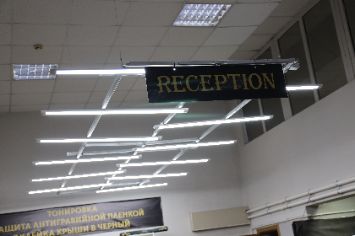 RECEPTION
ТОНИРОВКА
ЗАЩИТА АНТИГРАВИЙНОЙ ПЛЕНКОЙ
КРЫШИ В ЧЕРНЫЙ